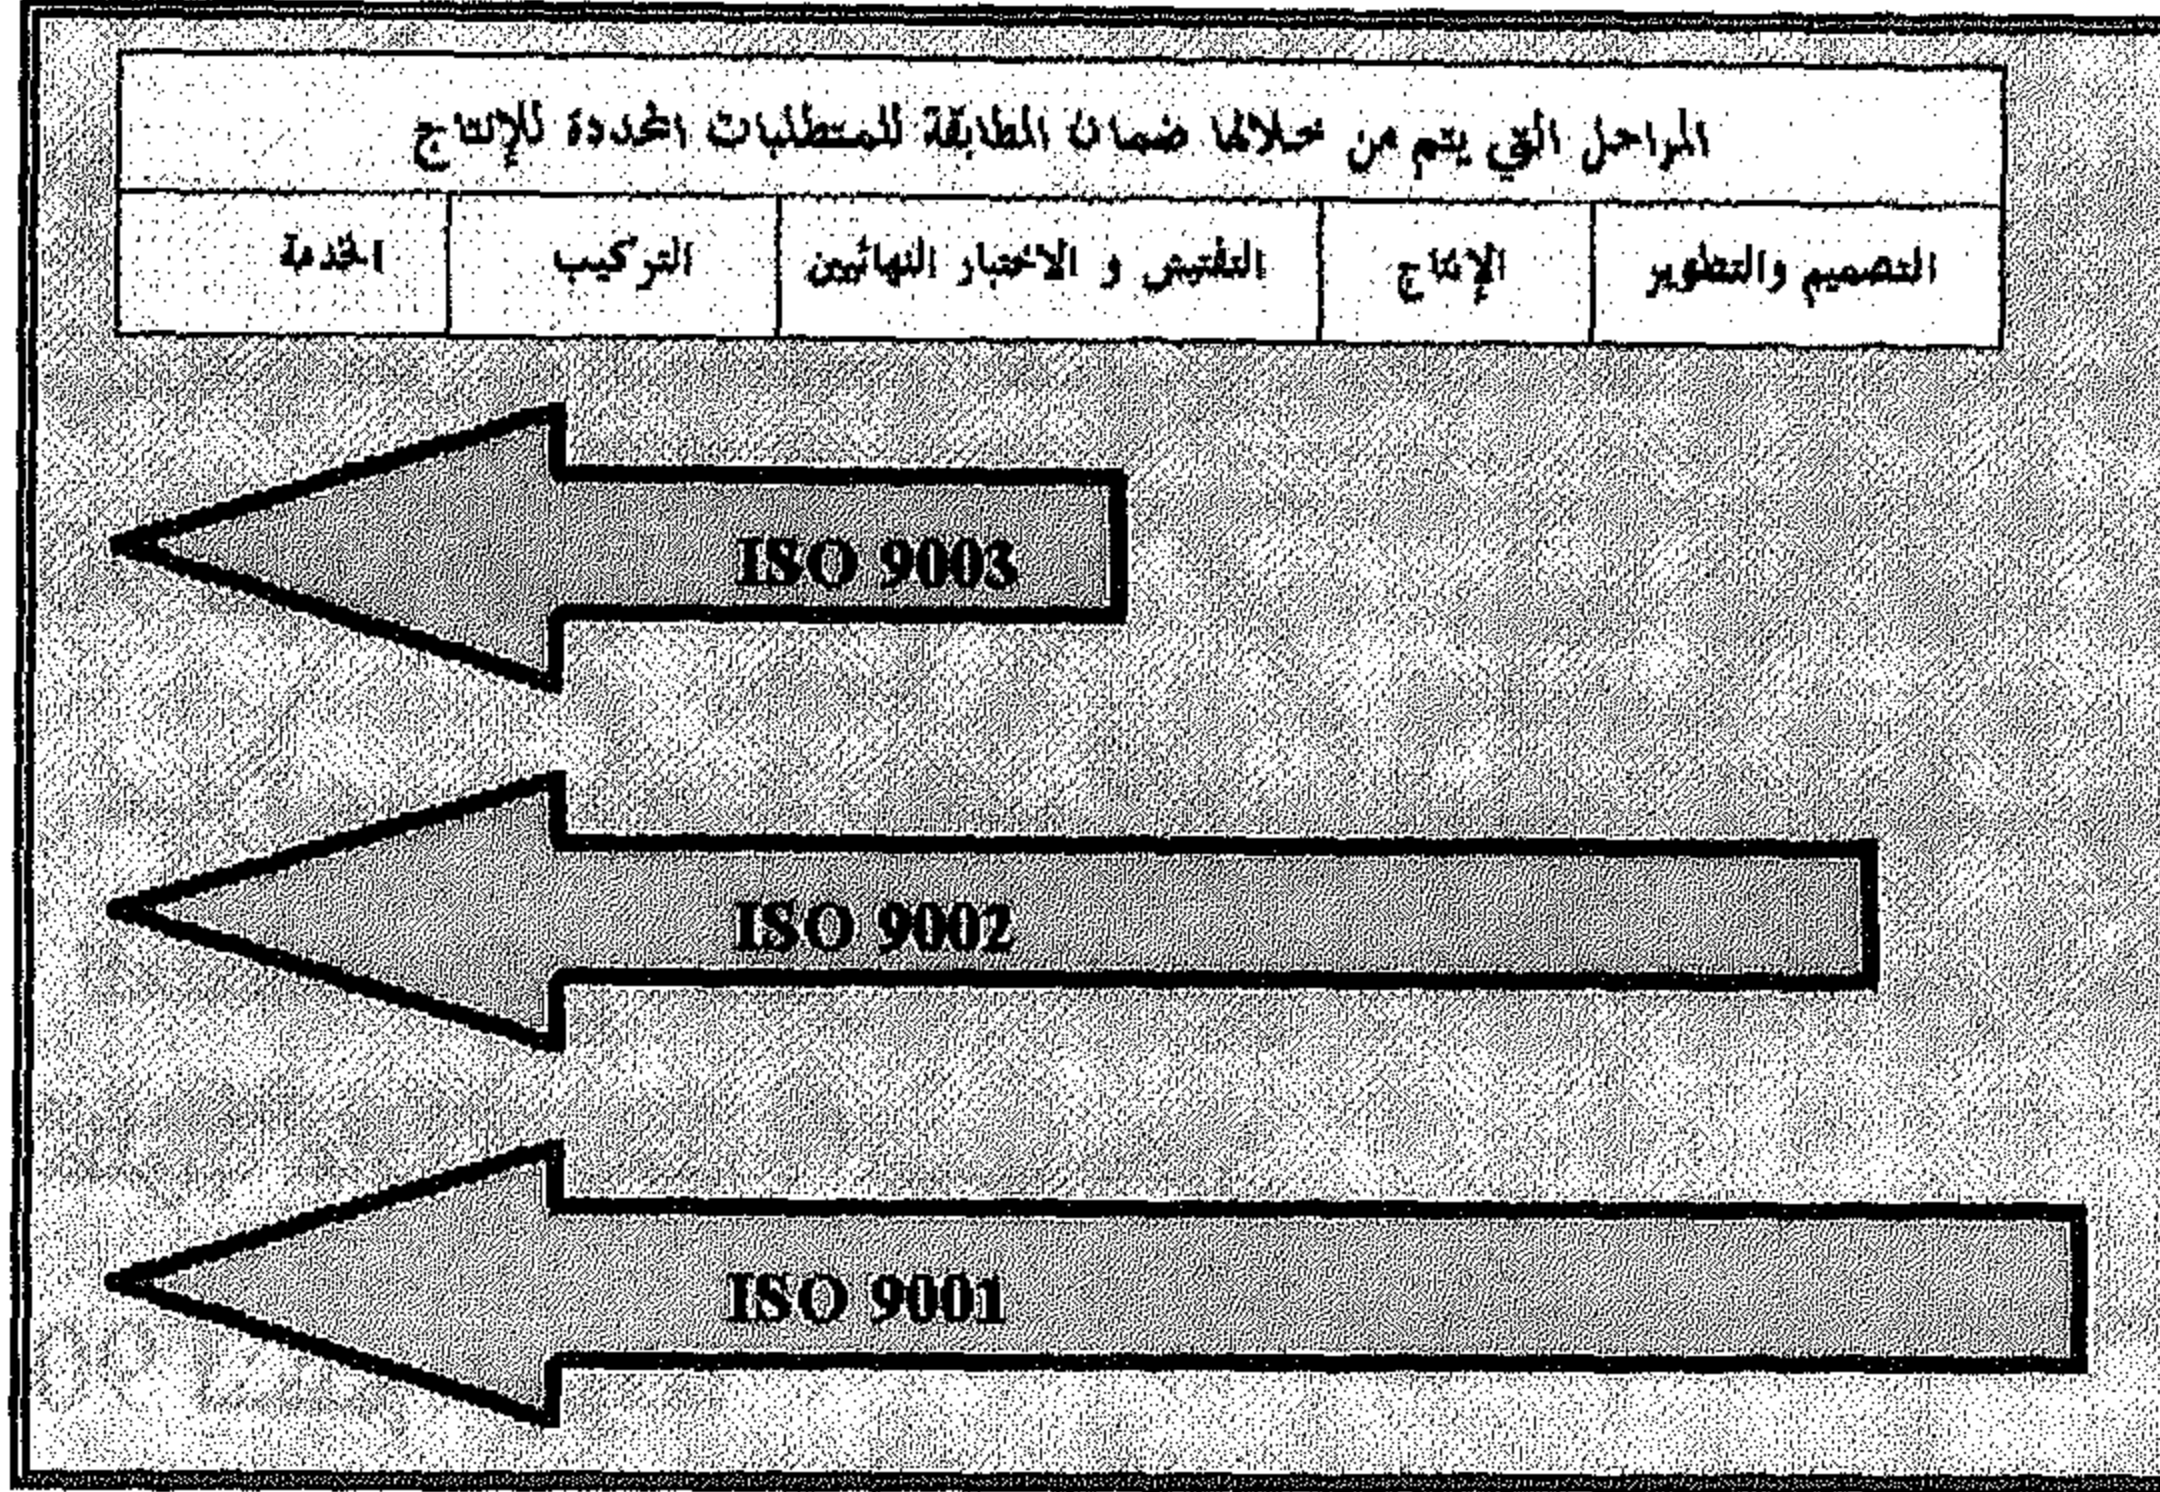 المراحل التي يتم من خلالها ضمان المطابقة للمتطلبات المحددة للإنتاج
التصميم والتطوير الإنتاج التفتيش و الاختبار النهائيين التركيب الخدمة
ISO 9003
ISO 9002
ISO 9001